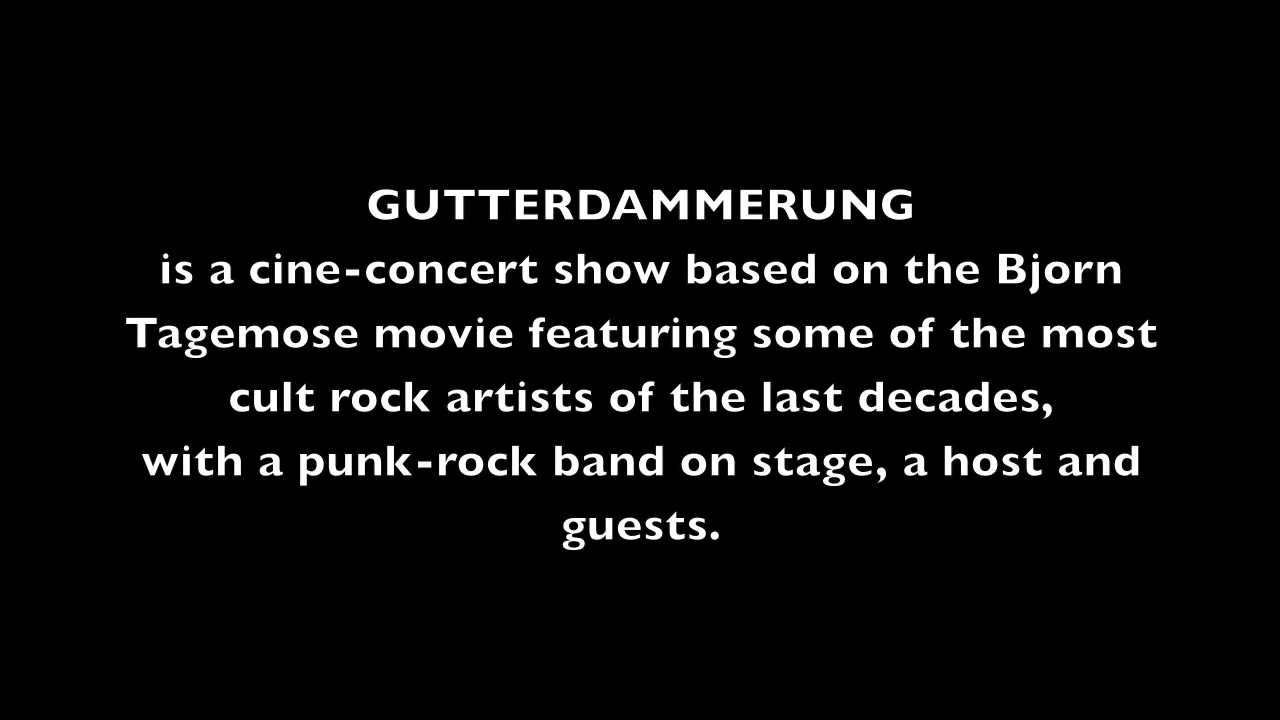 GUTTERDAMMERUNG
is a cine-concert show based on the Bjorn
Tagemose movie featuring some of the most
cult rock artists of the last decades,
with a punk-rock band on stage, a host and
guests.